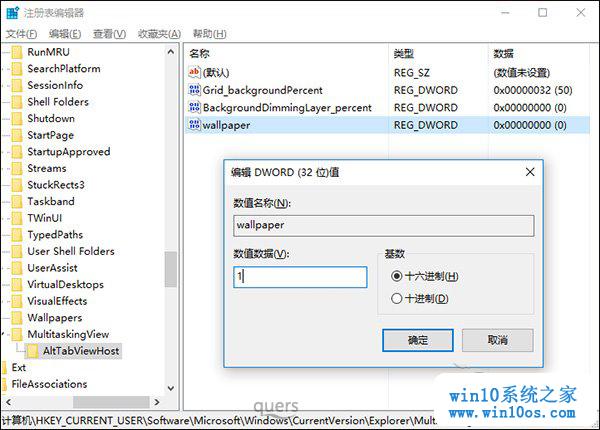 注册表编辑器
文件(F) 编辑(E) 查看(V) 收藏夹(A) 帮助(H)
RunMRU
SearchPlatform
SessionInfo
Shell Folders
Shutdown
StartPage
StartupApproved
Streams
StuckRects3
Taskband
TWinUI
TypedPaths
User Shell Folders
UserAssist
VirtualDesktops
VisualEffects
Wallpapers
MultitaskingView
AltTabViewHost
Ext
FileAssociations
名称 类型 数据
(默认) REG_SZ (数值未设置)
Grid_backgroundPercent REG_DWORD 0x00000032 (50)
BackgroundDimmingLayer_percent REG_DWORD 0x00000000 (0)
wallpaper REG_DWORD 0x00000000 (0)
编辑 DWORD (32 位)值
数值名称(N):
wallpaper
数值数据(V):
1
基数
十六进制(H)
十进制(D)
确定 取消
计算机\HKEY_CURRENT_USER\Software\Microsoft\Windows\CurrentVersion\Explorer\Mult
quers
win10系统之家
www.win10os.com